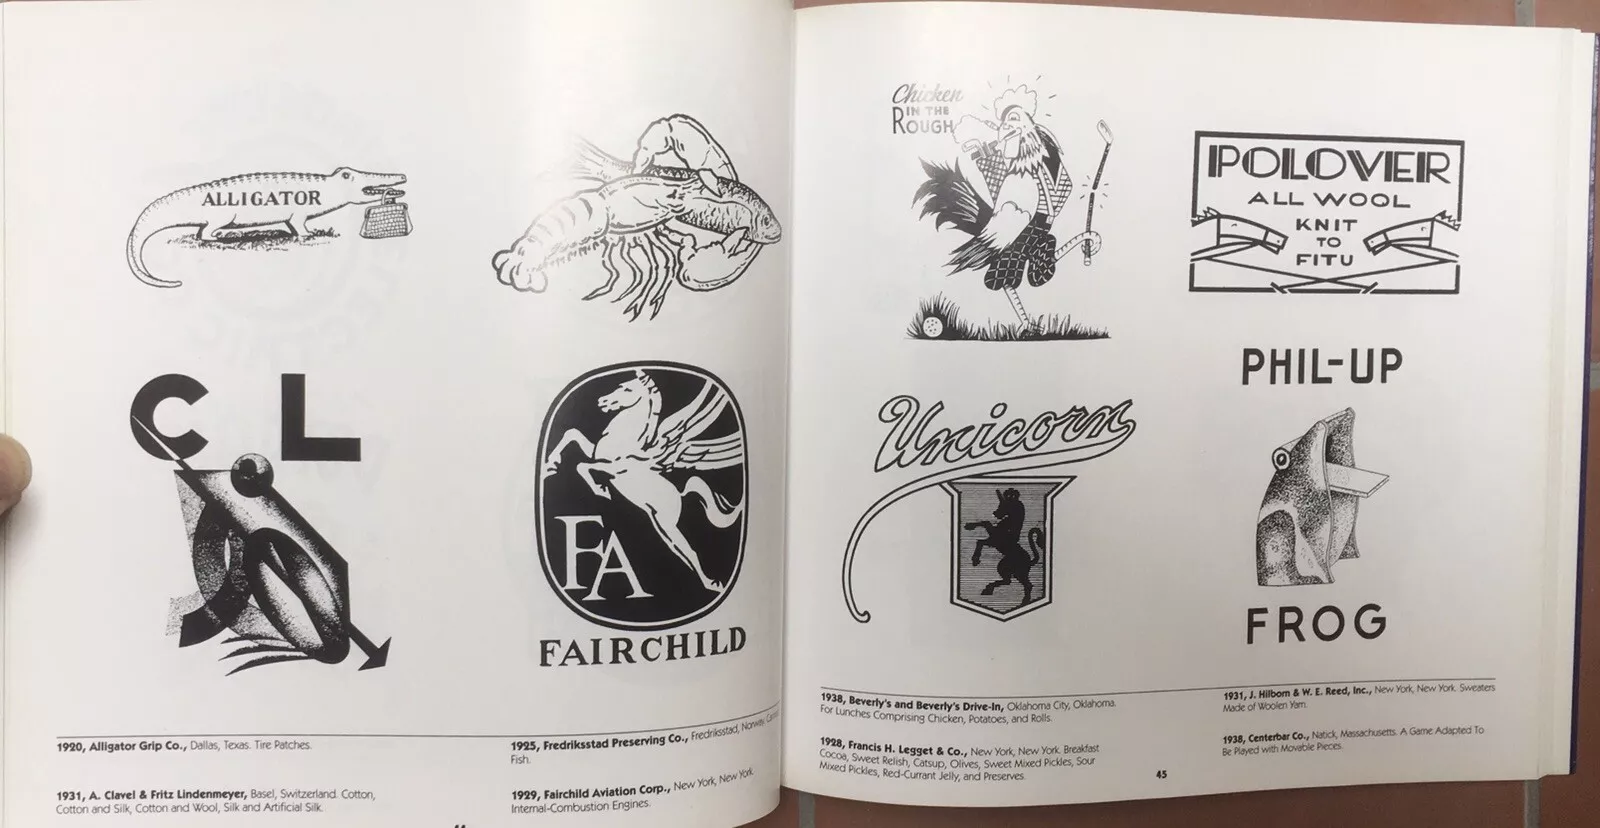 ALLIGATOR
C L
FA
FAIRCHILD
1920, Alligator Grip Co., Dallas, Texas. Tire Patches.
1931, A. Clavel & Fritz Lindenmeyer, Basel, Switzerland. Cotton,
Cotton and Silk, Cotton and Wool, Silk and Artificial Silk.
1925, Fredriksstad Preserving Co., Fredriksstad, Norway.
Fish.
1929, Fairchild Aviation Corp., New York, New York.
Internal-Combustion Engines.
Chicken
IN THE
ROUGH
POLOVER
ALL WOOL
KNIT
TO
FITU
Unicorn
PHIL-UP
FROG
1938, Beverly's and Beverly's Drive-In, Oklahoma City, Oklahoma.
For Lunches Comprising Chicken, Potatoes, and Rolls.
1928, Francis H. Legget & Co., New York, New York. Breakfast
Cocoa, Sweet Relish, Catsup, Olives, Sweet Mixed Pickles, Sour
Mixed Pickles, Red-Currant Jelly, and Preserves.
1931, J. Hilborn & W. E. Reed, Inc., New York, New York. Sweaters
Made of Woolen Yarn.
1938, Centerbar Co., Natick, Massachusetts. A Game Adapted To
Be Played with Movable Pieces.
45